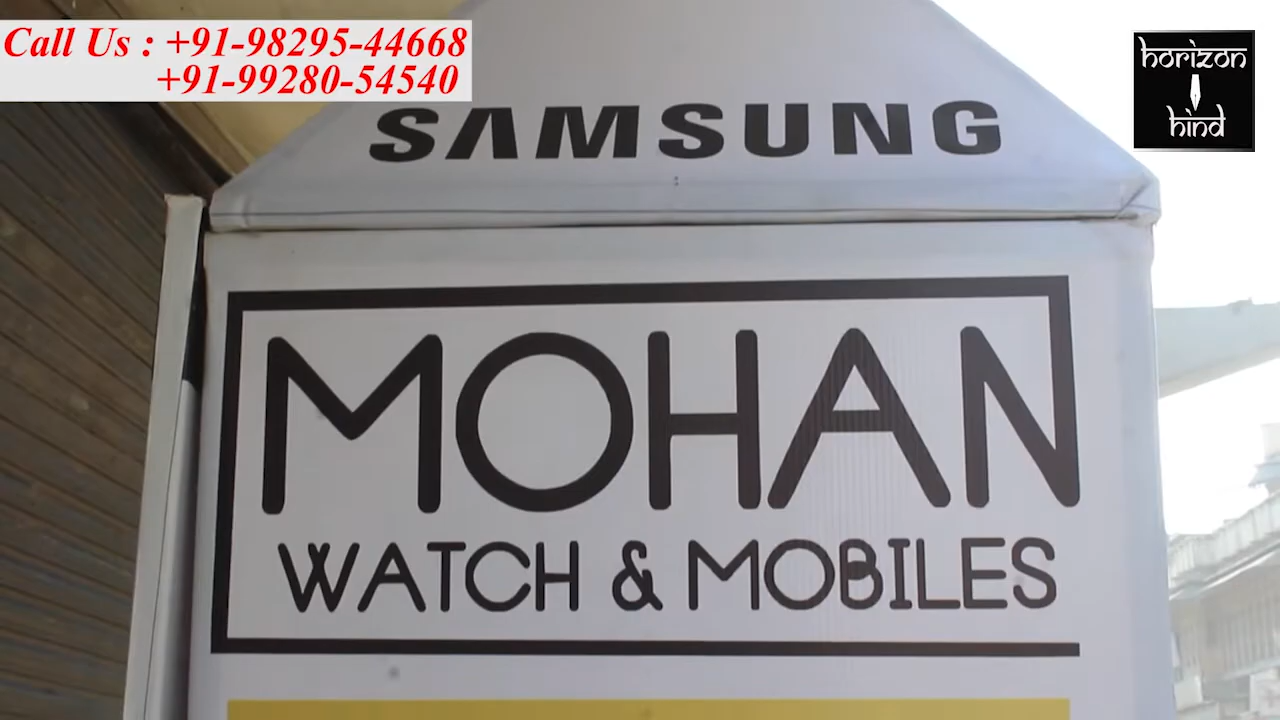 Call Us : +91-98295-44668
+91-99280-54540
horizon
hind
SAMSUNG
MOHAN
WATCH & MOBILES